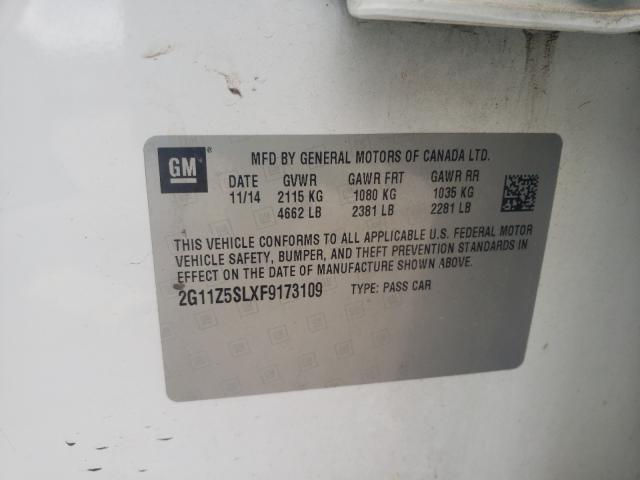 GM
MFD BY GENERAL MOTORS OF CANADA LTD.
DATE GVWR GAWR FRT GAWR RR
11/14 2115 KG 1080 KG 1035 KG
4662 LB 2381 LB 2281 LB
THIS VEHICLE CONFORMS TO ALL APPLICABLE U.S. FEDERAL MOTOR
VEHICLE SAFETY, BUMPER, AND THEFT PREVENTION STANDARDS IN
EFFECT ON THE DATE OF MANUFACTURE SHOWN ABOVE.
2G11Z5SLXF9173109 TYPE: PASS CAR